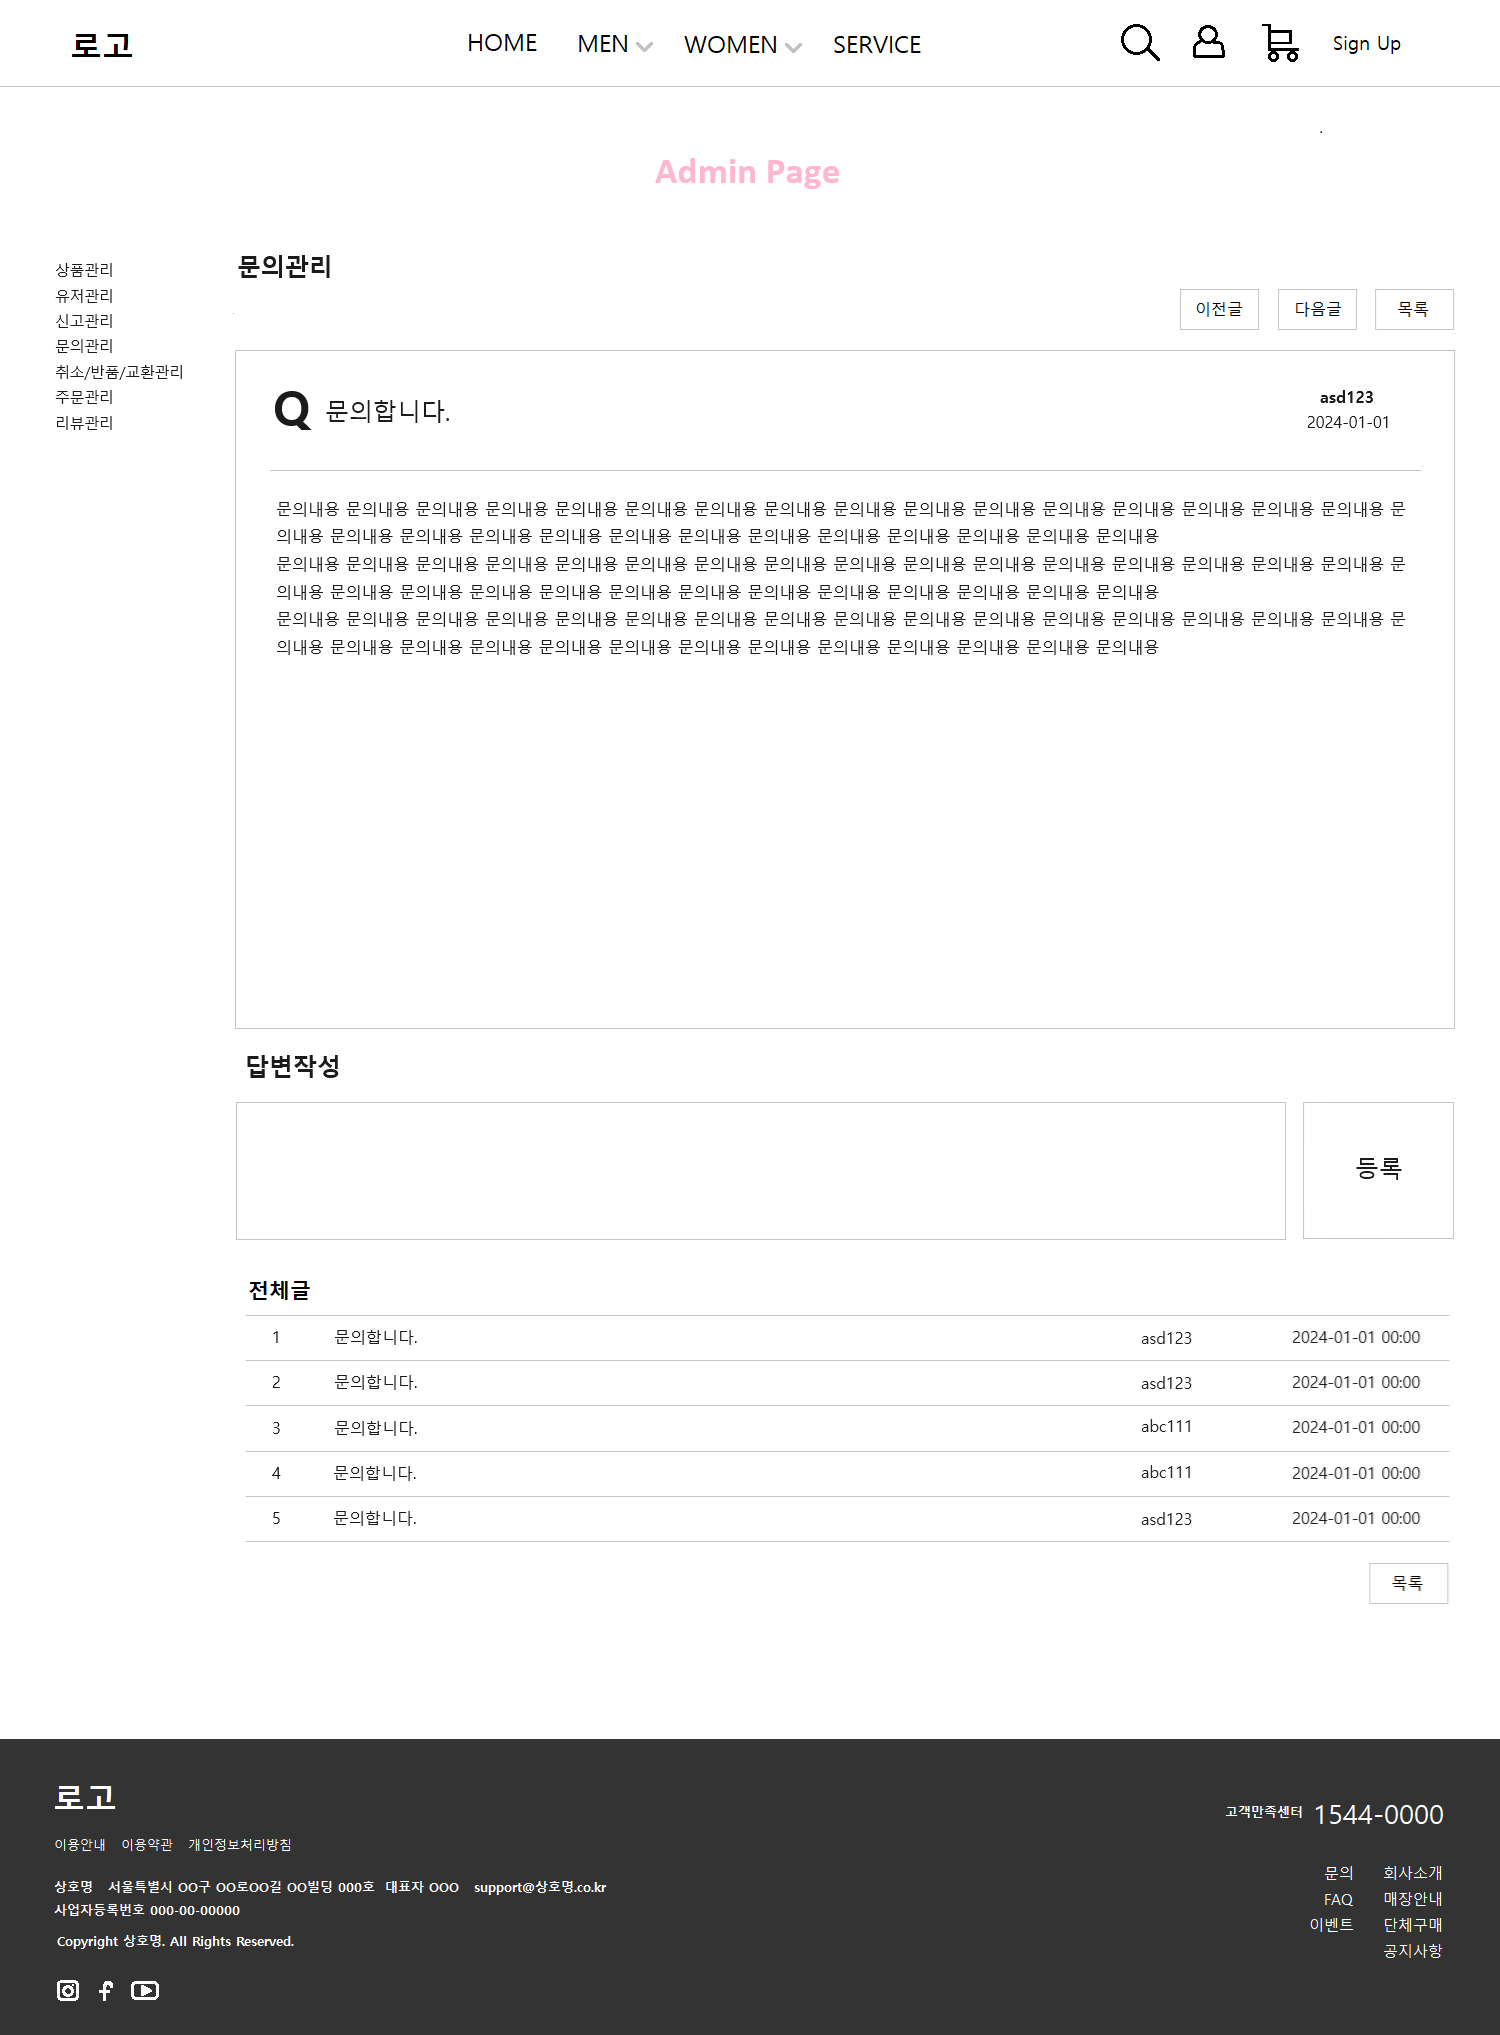 로고
HOME MEN WOMEN SERVICE
Sign Up
Admin Page
상품관리
유저관리
신고관리
문의관리
취소/반품/교환관리
주문관리
리뷰관리
문의관리
이전글 다음글 목록
Q 문의합니다.
asd123
2024-01-01
문의내용 문의내용 문의내용 문의내용 문의내용 문의내용 문의내용 문의내용 문의내용 문의내용 문의내용 문의내용 문의내용 문의내용 문의내용 문의내용 문
의내용 문의내용 문의내용 문의내용 문의내용 문의내용 문의내용 문의내용 문의내용 문의내용 문의내용 문의내용 문의내용
문의내용 문의내용 문의내용 문의내용 문의내용 문의내용 문의내용 문의내용 문의내용 문의내용 문의내용 문의내용 문의내용 문의내용 문의내용 문의내용 문
의내용 문의내용 문의내용 문의내용 문의내용 문의내용 문의내용 문의내용 문의내용 문의내용 문의내용 문의내용 문의내용
문의내용 문의내용 문의내용 문의내용 문의내용 문의내용 문의내용 문의내용 문의내용 문의내용 문의내용 문의내용 문의내용 문의내용 문의내용 문의내용 문
의내용 문의내용 문의내용 문의내용 문의내용 문의내용 문의내용 문의내용 문의내용 문의내용 문의내용 문의내용 문의내용
답변작성
등록
전체글
1 문의합니다. asd123 2024-01-01 00:00
2 문의합니다. asd123 2024-01-01 00:00
3 문의합니다. abc111 2024-01-01 00:00
4 문의합니다. abc111 2024-01-01 00:00
5 문의합니다. asd123 2024-01-01 00:00
목록
로고
이용안내 이용약관 개인정보처리방침
상호명 서울특별시 OO구 OO로OO길 OO빌딩 000호 대표자 OOO support@상호명.co.kr
사업자등록번호 000-00-00000
Copyright 상호명. All Rights Reserved.
고객만족센터 1544-0000
문의 회사소개
FAQ 매장안내
이벤트 단체구매
공지사항